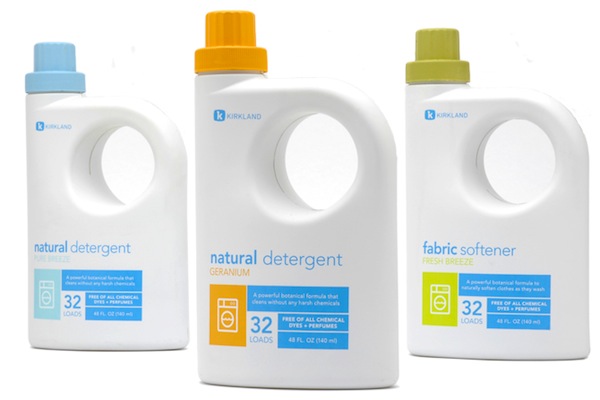 KIRKLAND
natural detergent
PURE BREEZE
A powerful botanical formula that
cleans without any harsh chemicals
32
LOADS
FREE OF ALL CHEMICAL
DYES + PERFUMES
48 FL. OZ (140 ml)
KIRKLAND
natural detergent
GERANIUM
A powerful botanical formula that
cleans without any harsh chemicals.
32
LOADS
FREE OF ALL CHEMICAL
DYES + PERFUMES
48 FL. OZ (140 ml)
KIRKLAND
fabric softener
FRESH BREEZE
A powerful botanical formula to
naturally soften clothes as they wash
32
LOADS
FREE OF ALL CHEMICAL
DYES + PERFUMES
48 FL. OZ (140 ml)